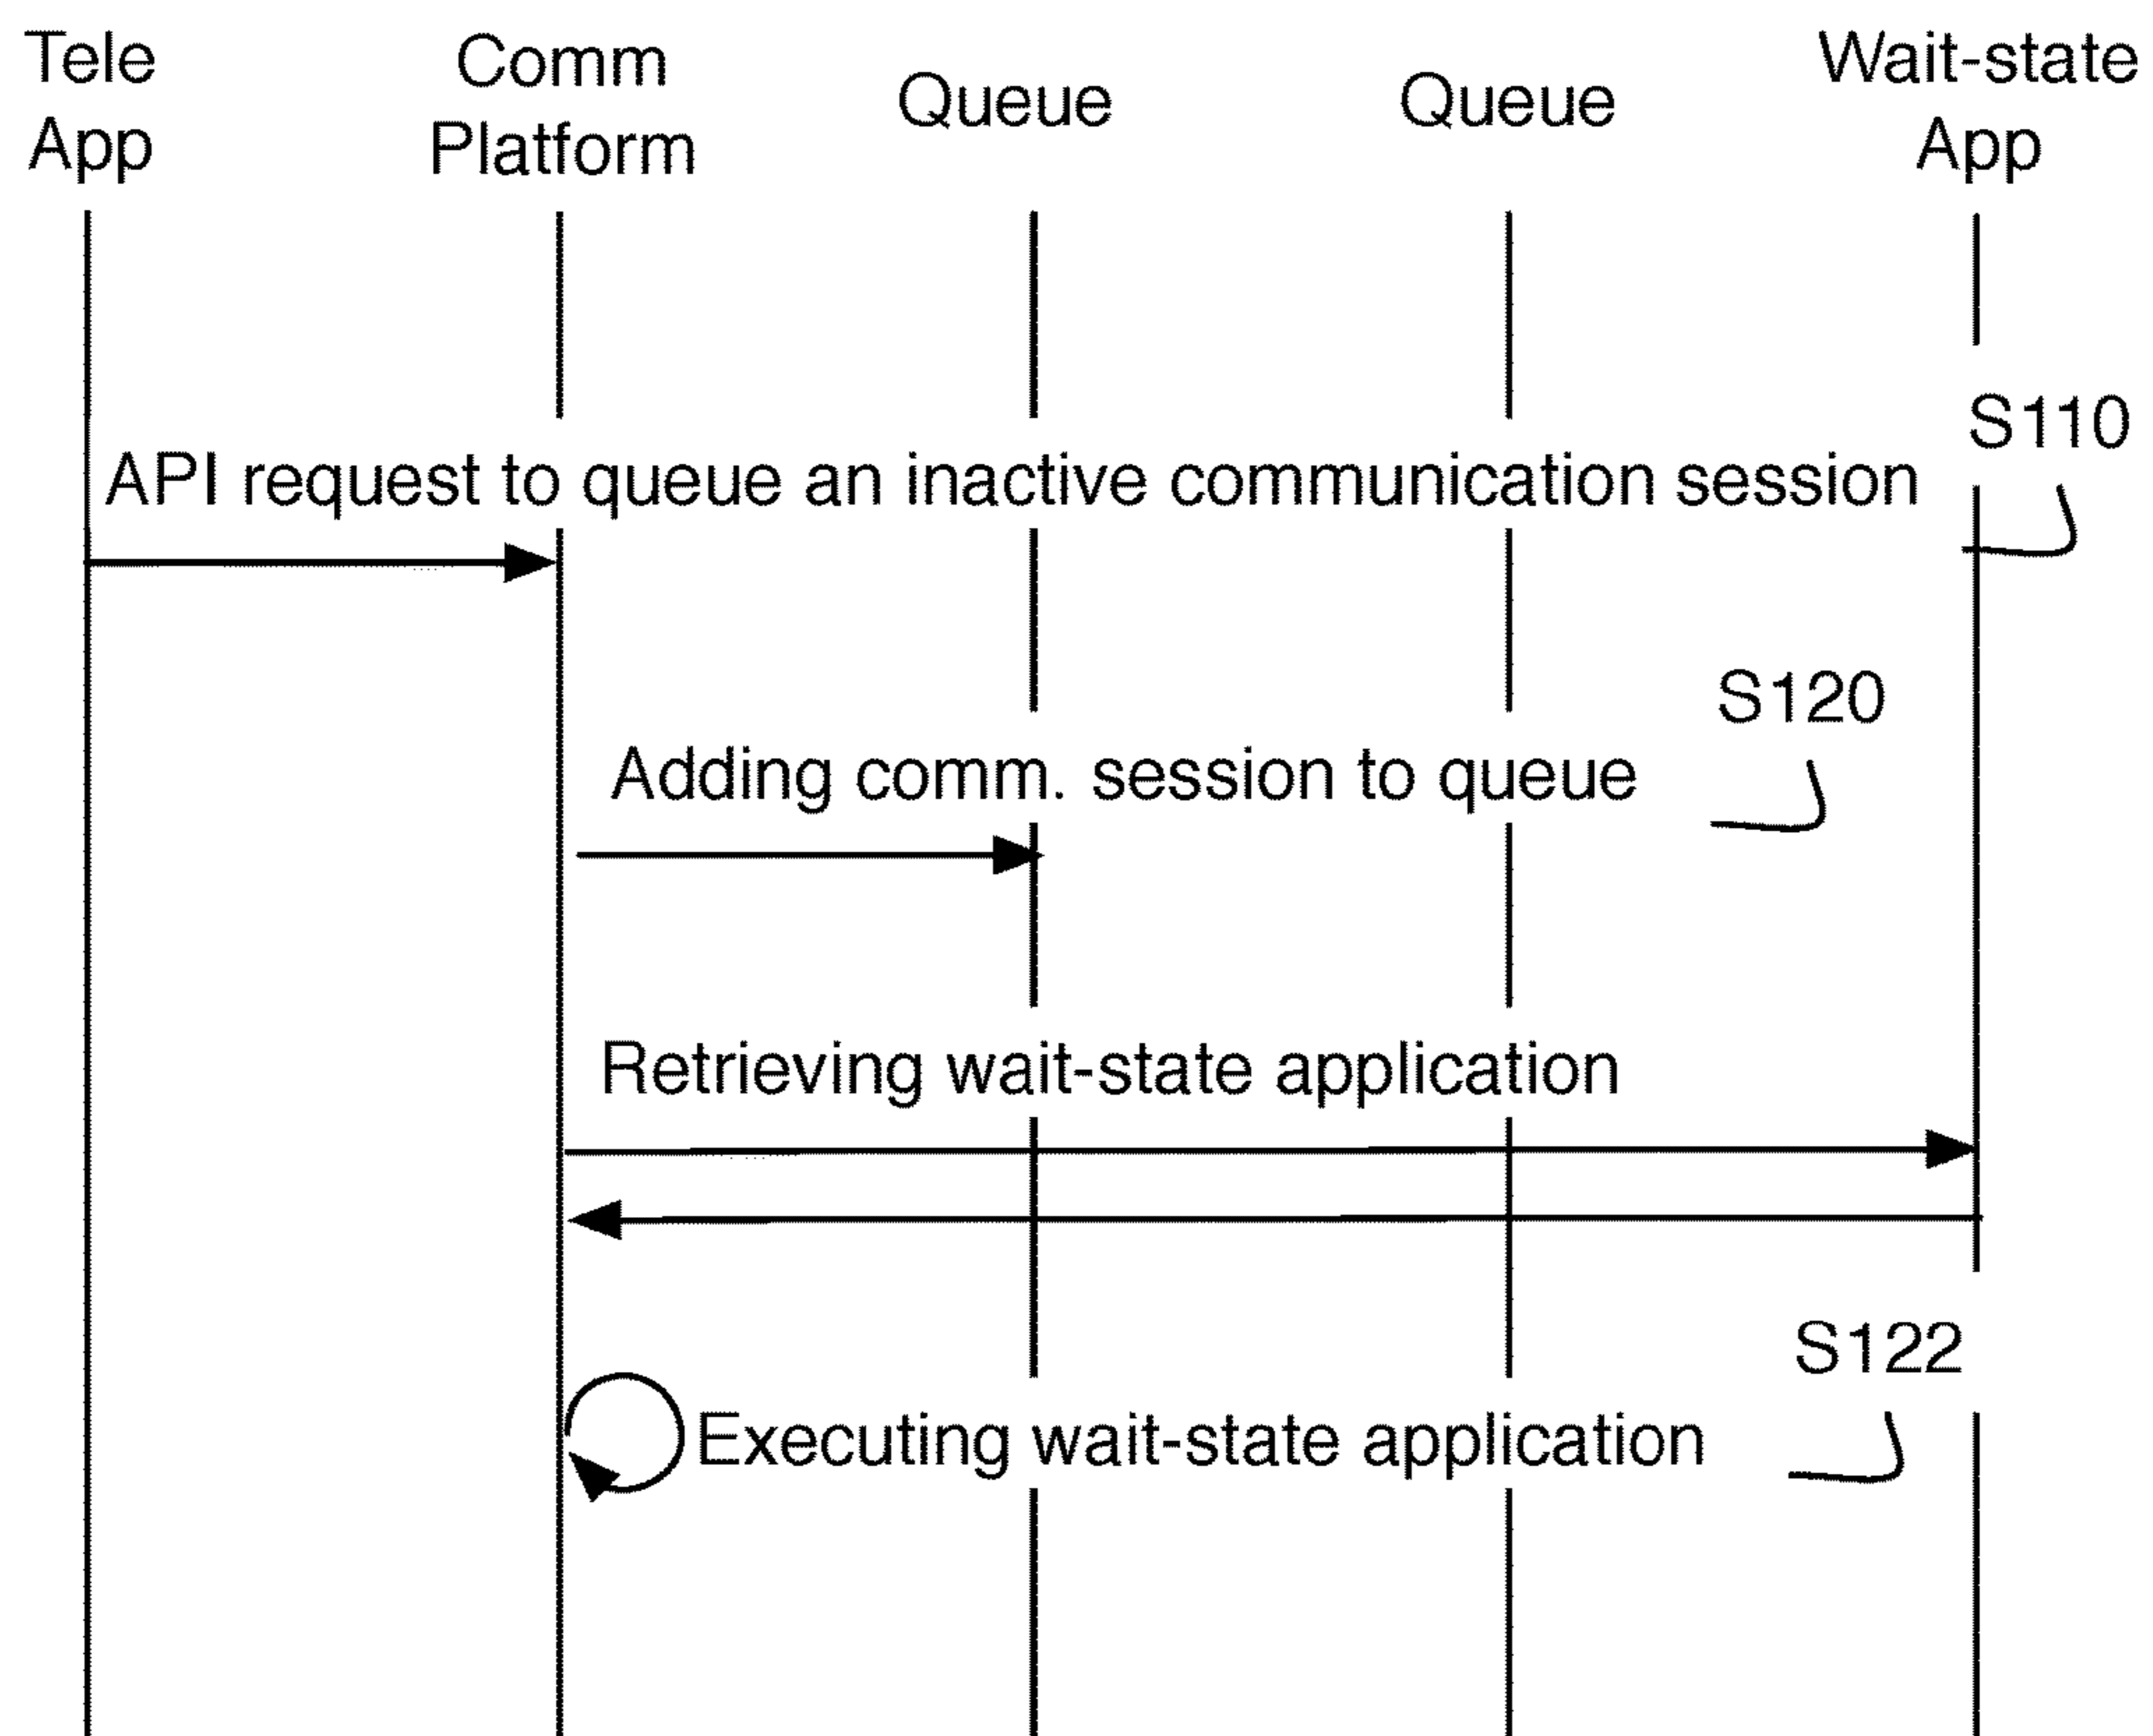 Tele
App
Comm
Platform
Queue
Queue
Wait-state
App
S110
API request to queue an inactive communication session
S120
Adding comm. session to queue
Retrieving wait-state application
S122
Executing wait-state application